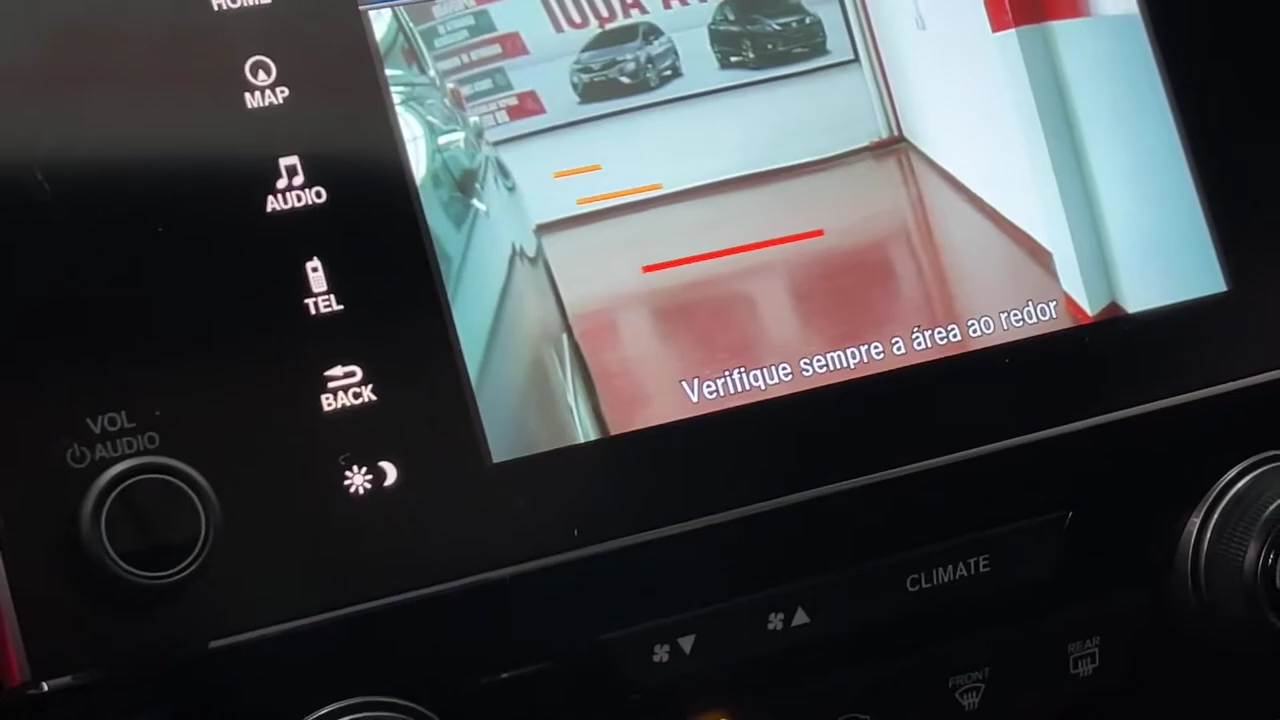 HOME
MAP
AUDIO
TEL
BACK
VOL
AUDIO
Verifique sempre a área ao redor
CLIMATE
FRONT
REAR